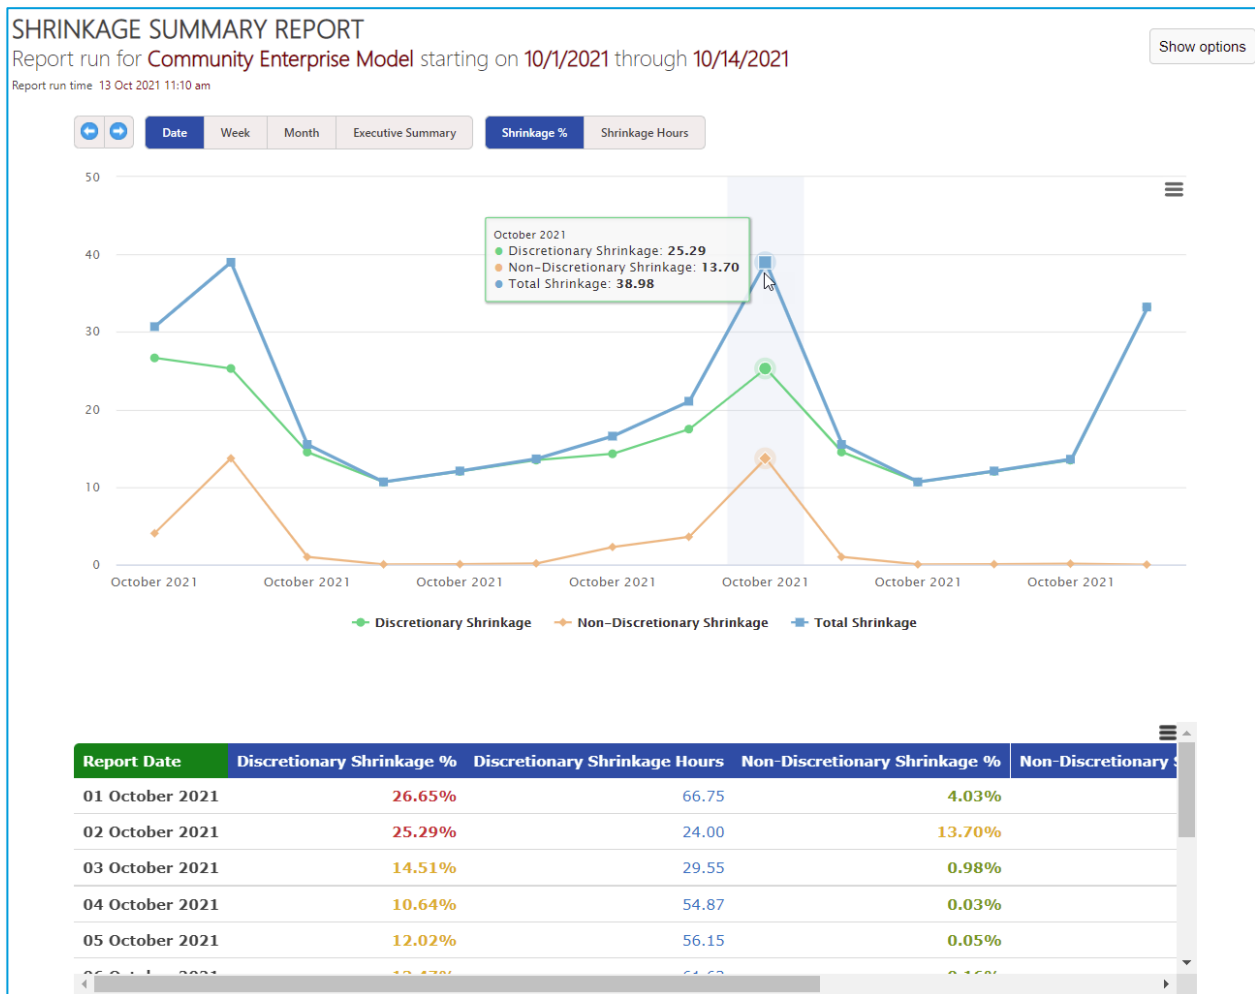 SHRINKAGE SUMMARY REPORT
Report run for Community Enterprise Model starting on 10/1/2021 through 10/14/2021
Show options
Report run time 13 Oct 2021 11:10 am
Date Week Month Executive Summary Shrinkage % Shrinkage Hours
50
40
30
20
10
0
October 2021
Discretionary Shrinkage: 25.29
Non-Discretionary Shrinkage: 13.70
Total Shrinkage: 38.98
October 2021 October 2021 October 2021 October 2021 October 2021 October 2021 October 2021
Discretionary Shrinkage Non-Discretionary Shrinkage Total Shrinkage
Report Date Discretionary Shrinkage % Discretionary Shrinkage Hours Non-Discretionary Shrinkage % Non-Discretionary
01 October 2021 26.65% 66.75 4.03%
02 October 2021 25.29% 24.00 13.70%
03 October 2021 14.51% 29.55 0.98%
04 October 2021 10.64% 54.87 0.03%
05 October 2021 12.02% 56.15 0.05%